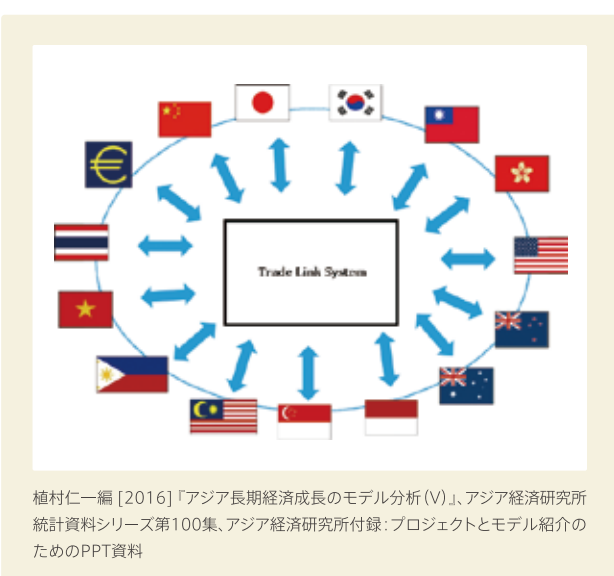 Trade Link System
植村仁一編 [2016]『アジア長期経済成長のモデル分析(Ⅴ)』、アジア経済研究所
統計資料シリーズ第100集、アジア経済研究所付録:プロジェクトとモデル紹介の
ためのPPT資料